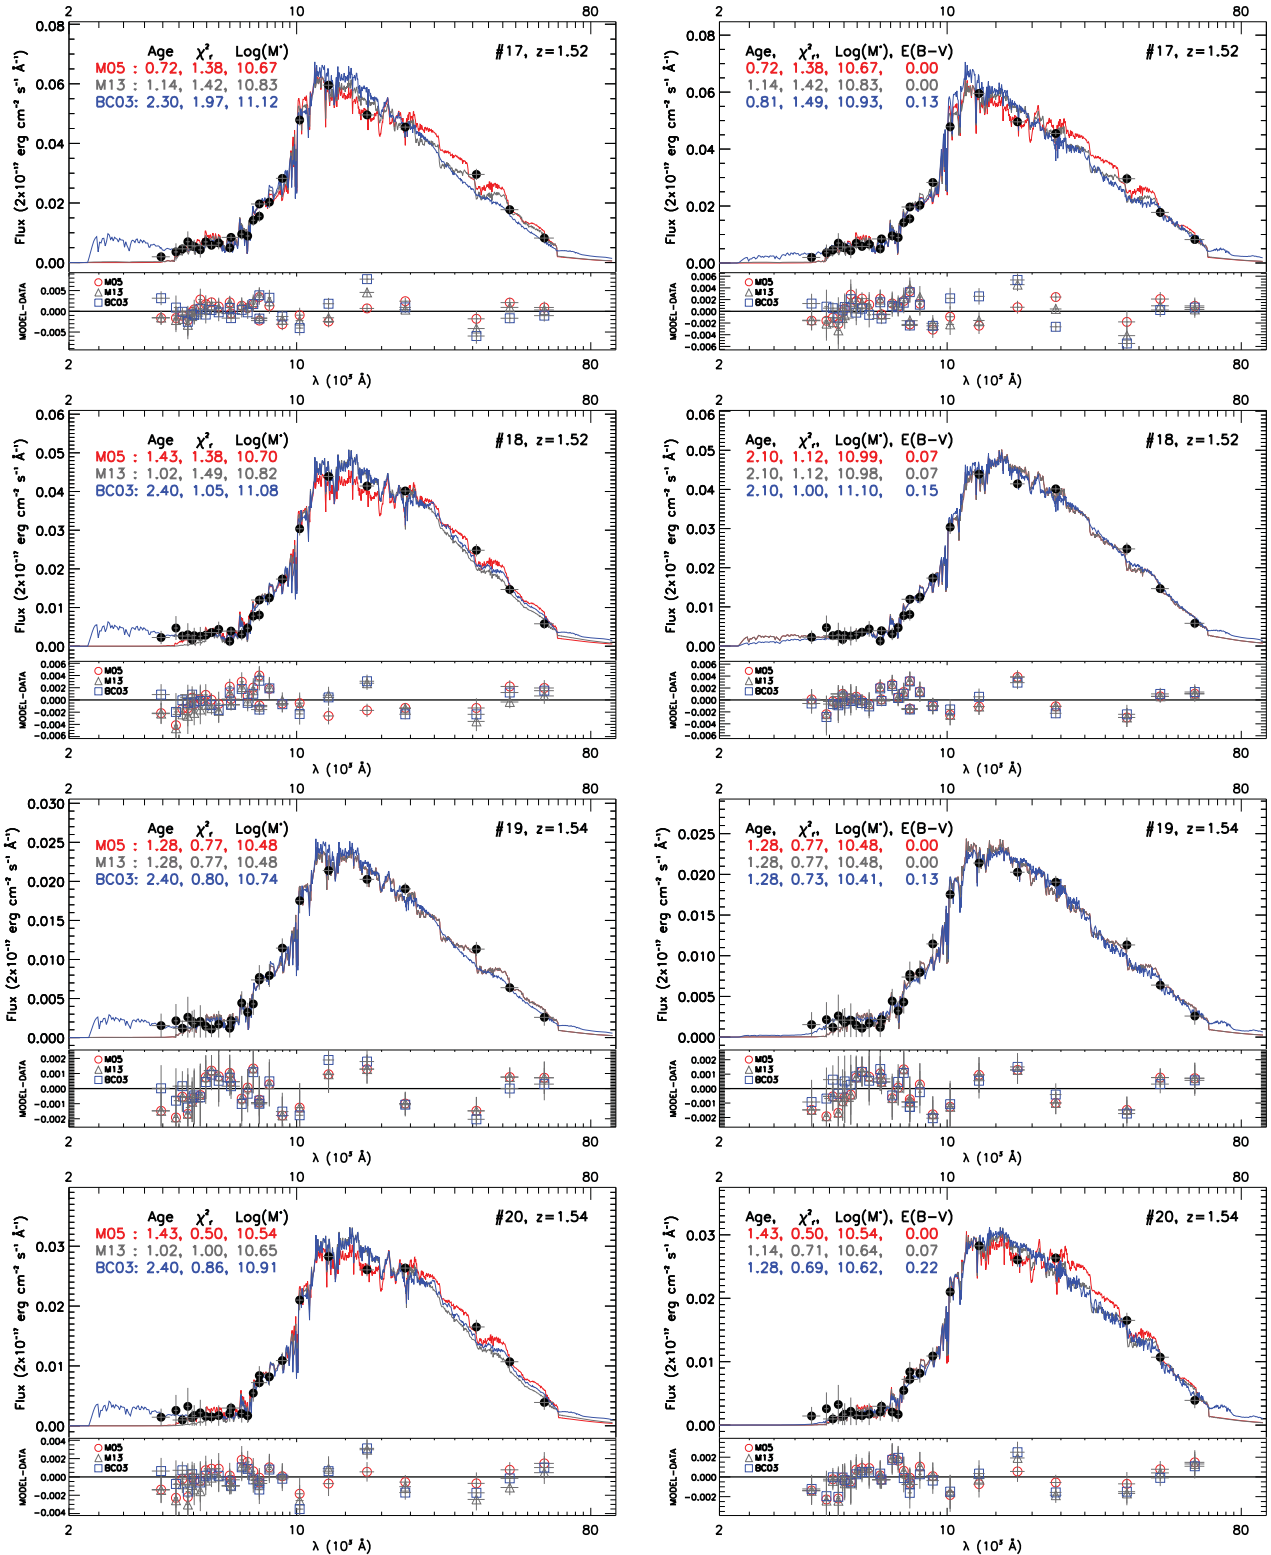 2 10 80
0.08
0.06
0.04
0.02
0.00
Flux (2x10⁻¹⁷ erg cm⁻² s⁻¹ Å⁻¹)
Age χ²ᵣ Log(M*)
M05 : 0.72, 1.38, 10.67
M13 : 1.14, 1.42, 10.83
BC03: 2.30, 1.97, 11.12
#17, z=1.52
MODEL-DATA
0.005
0.000
−0.005
M05
M13
BC03
2 10 80
λ (10³ Å)
2 10 80
0.08
0.06
0.04
0.02
0.00
Flux (2x10⁻¹⁷ erg cm⁻² s⁻¹ Å⁻¹)
Age, χ²ᵣ, Log(M*), E(B−V)
0.72, 1.38, 10.67, 0.00
1.14, 1.42, 10.83, 0.00
0.81, 1.49, 10.93, 0.13
#17, z=1.52
MODEL-DATA
0.006
0.004
0.002
0.000
−0.002
−0.004
−0.006
M05
M13
BC03
2 10 80
λ (10³ Å)
0.06
0.05
0.04
0.03
0.02
0.01
0.00
Flux (2x10⁻¹⁷ erg cm⁻² s⁻¹ Å⁻¹)
Age χ²ᵣ Log(M*)
M05 : 1.43, 1.38, 10.70
M13 : 1.02, 1.49, 10.82
BC03: 2.40, 1.05, 11.08
#18, z=1.52
MODEL-DATA
0.006
0.004
0.002
0.000
−0.002
−0.004
−0.006
M05
M13
BC03
2 10 80
λ (10³ Å)
0.06
0.05
0.04
0.03
0.02
0.01
0.00
Flux (2x10⁻¹⁷ erg cm⁻² s⁻¹ Å⁻¹)
Age, χ²ᵣ, Log(M*), E(B−V)
2.10, 1.12, 10.99, 0.07
2.10, 1.12, 10.98, 0.07
2.10, 1.00, 11.10, 0.15
#18, z=1.52
MODEL-DATA
0.006
0.004
0.002
0.000
−0.002
−0.004
−0.006
M05
M13
BC03
2 10 80
λ (10³ Å)
2 10 80
0.030
0.025
0.020
0.015
0.010
0.005
0.000
Flux (2x10⁻¹⁷ erg cm⁻² s⁻¹ Å⁻¹)
Age χ²ᵣ Log(M*)
M05 : 1.28, 0.77, 10.48
M13 : 1.28, 0.77, 10.48
BC03: 2.40, 0.80, 10.74
#19, z=1.54
MODEL-DATA
0.002
0.001
0.000
−0.001
−0.002
M05
M13
BC03
2 10 80
λ (10³ Å)
2 10 80
0.025
0.020
0.015
0.010
0.005
0.000
Flux (2x10⁻¹⁷ erg cm⁻² s⁻¹ Å⁻¹)
Age, χ²ᵣ, Log(M*), E(B−V)
1.28, 0.77, 10.48, 0.00
1.28, 0.77, 10.48, 0.00
1.28, 0.73, 10.41, 0.13
#19, z=1.54
MODEL-DATA
0.002
0.001
0.000
−0.001
−0.002
M05
M13
BC03
2 10 80
λ (10³ Å)
2 10 80
0.03
0.02
0.01
0.00
Flux (2x10⁻¹⁷ erg cm⁻² s⁻¹ Å⁻¹)
Age χ²ᵣ Log(M*)
M05 : 1.43, 0.50, 10.54
M13 : 1.02, 1.00, 10.65
BC03: 2.40, 0.86, 10.91
#20, z=1.54
MODEL-DATA
0.004
0.002
0.000
−0.002
−0.004
M05
M13
BC03
2 10 80
λ (10³ Å)
2 10 80
0.03
0.02
0.01
0.00
Flux (2x10⁻¹⁷ erg cm⁻² s⁻¹ Å⁻¹)
Age, χ²ᵣ, Log(M*), E(B−V)
1.43, 0.50, 10.54, 0.00
1.14, 0.71, 10.64, 0.07
1.28, 0.69, 10.62, 0.22
#20, z=1.54
MODEL-DATA
0.002
0.000
−0.002
M05
M13
BC03
2 10 80
λ (10³ Å)